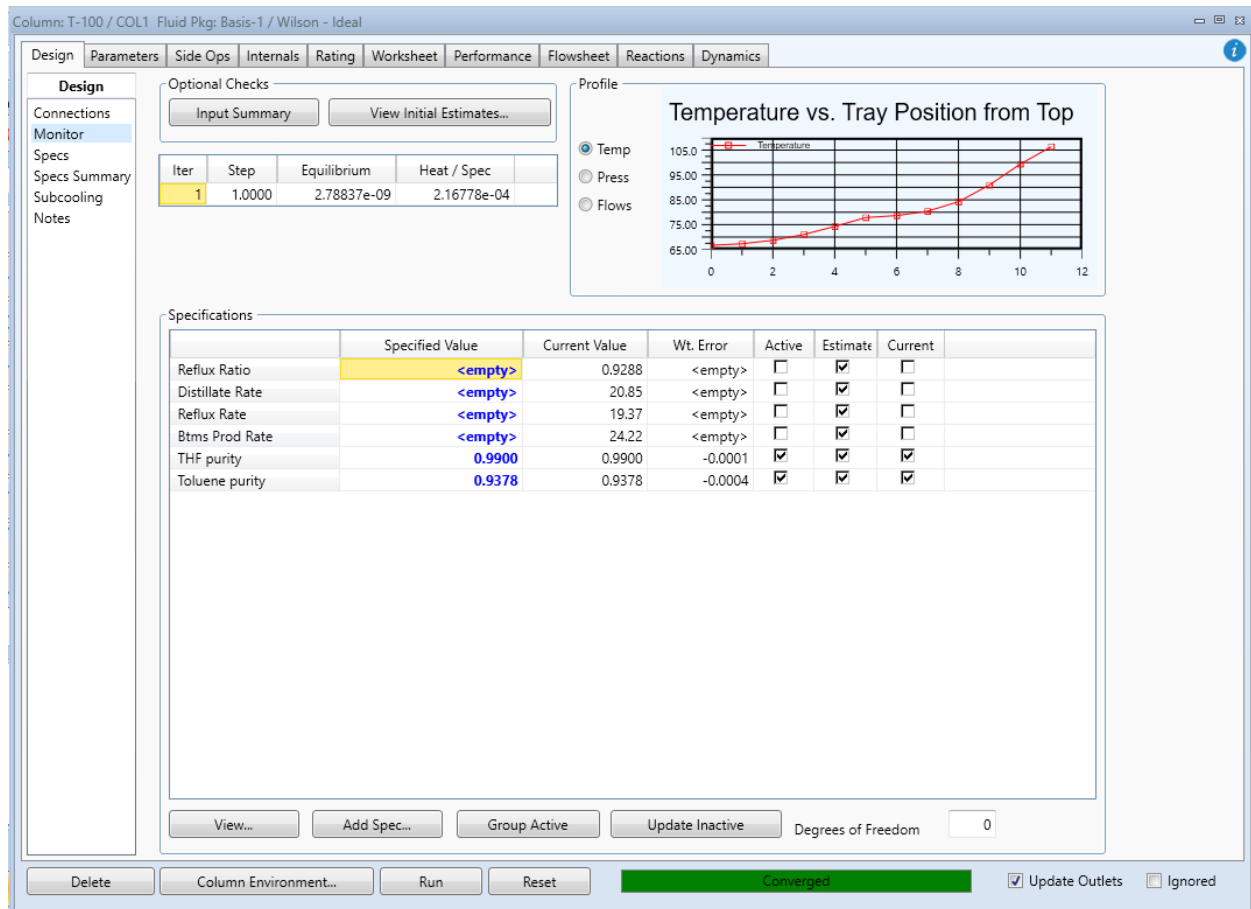 Column: T-100 / COL1 Fluid Pkg: Basis-1 / Wilson - Ideal
Design Parameters Side Ops Internals Rating Worksheet Performance Flowsheet Reactions Dynamics
Design
Connections
Monitor
Specs
Specs Summary
Subcooling
Notes
Optional Checks
Input Summary View Initial Estimates...
Iter Step Equilibrium Heat / Spec
1 1.0000 2.78837e-09 2.16778e-04
Profile
Temp
Press
Flows
Temperature vs. Tray Position from Top
Temperature
105.0
95.00
85.00
75.00
65.00
0 2 4 6 8 10 12
Specifications
Specified Value Current Value Wt. Error Active Estimate Current
Reflux Ratio <empty> 0.9288 <empty>
Distillate Rate <empty> 20.85 <empty>
Reflux Rate <empty> 19.37 <empty>
Btms Prod Rate <empty> 24.22 <empty>
THF purity 0.9900 0.9900 -0.0001
Toluene purity 0.9378 0.9378 -0.0004
View... Add Spec... Group Active Update Inactive Degrees of Freedom 0
Delete Column Environment... Run Reset Converged Update Outlets Ignored